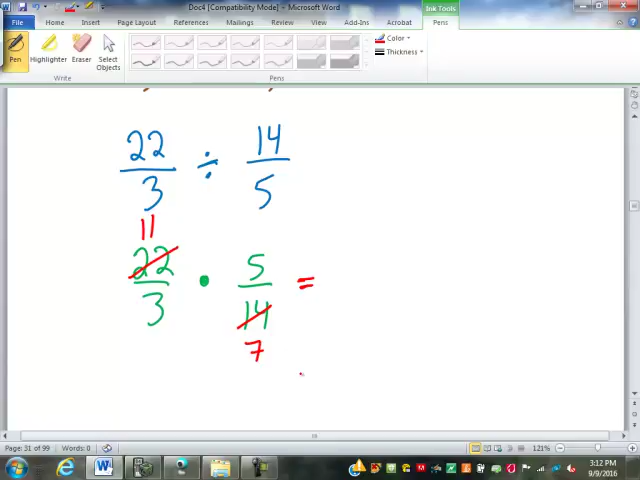 Doc4 [Compatibility Mode] - Microsoft Word
Ink Tools
File Home Insert Page Layout References Mailings Review View Add-Ins Acrobat Pens
Pen Highlighter Eraser Select Objects
Color
Thickness
Write
Pens
22/3 ÷ 14/5
11
22/3 • 5/14 =
7
Page: 31 of 99 Words: 0
121%
3:12 PM
9/9/2016